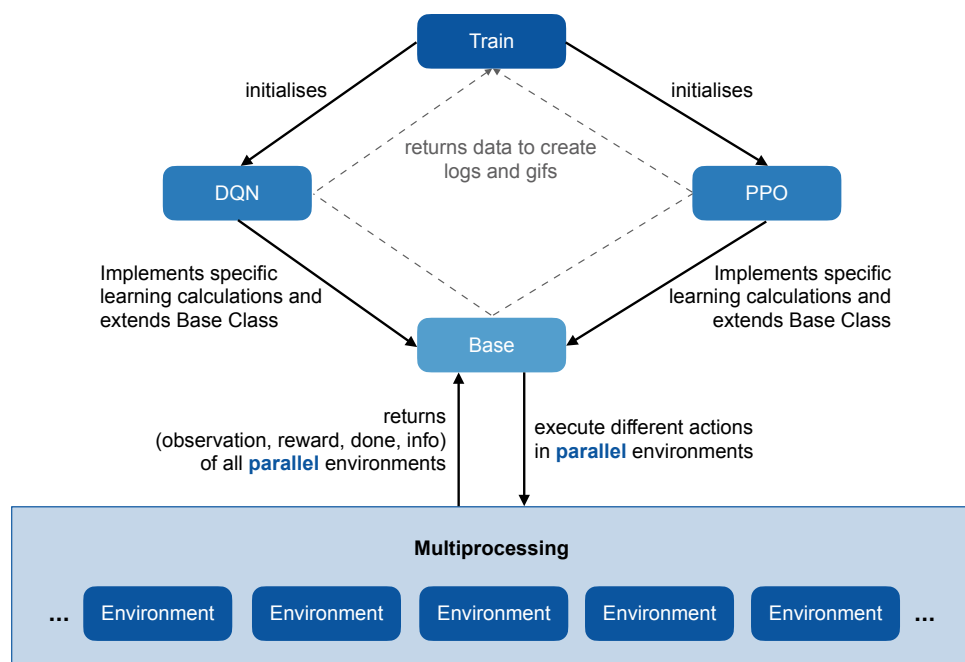 Train
initialises
initialises
returns data to create
logs and gifs
DQN
PPO
Implements specific
learning calculations and
extends Base Class
Implements specific
learning calculations and
extends Base Class
Base
returns
(observation, reward, done, info)
of all parallel environments
execute different actions
in parallel environments
Multiprocessing
... Environment Environment Environment Environment Environment ...